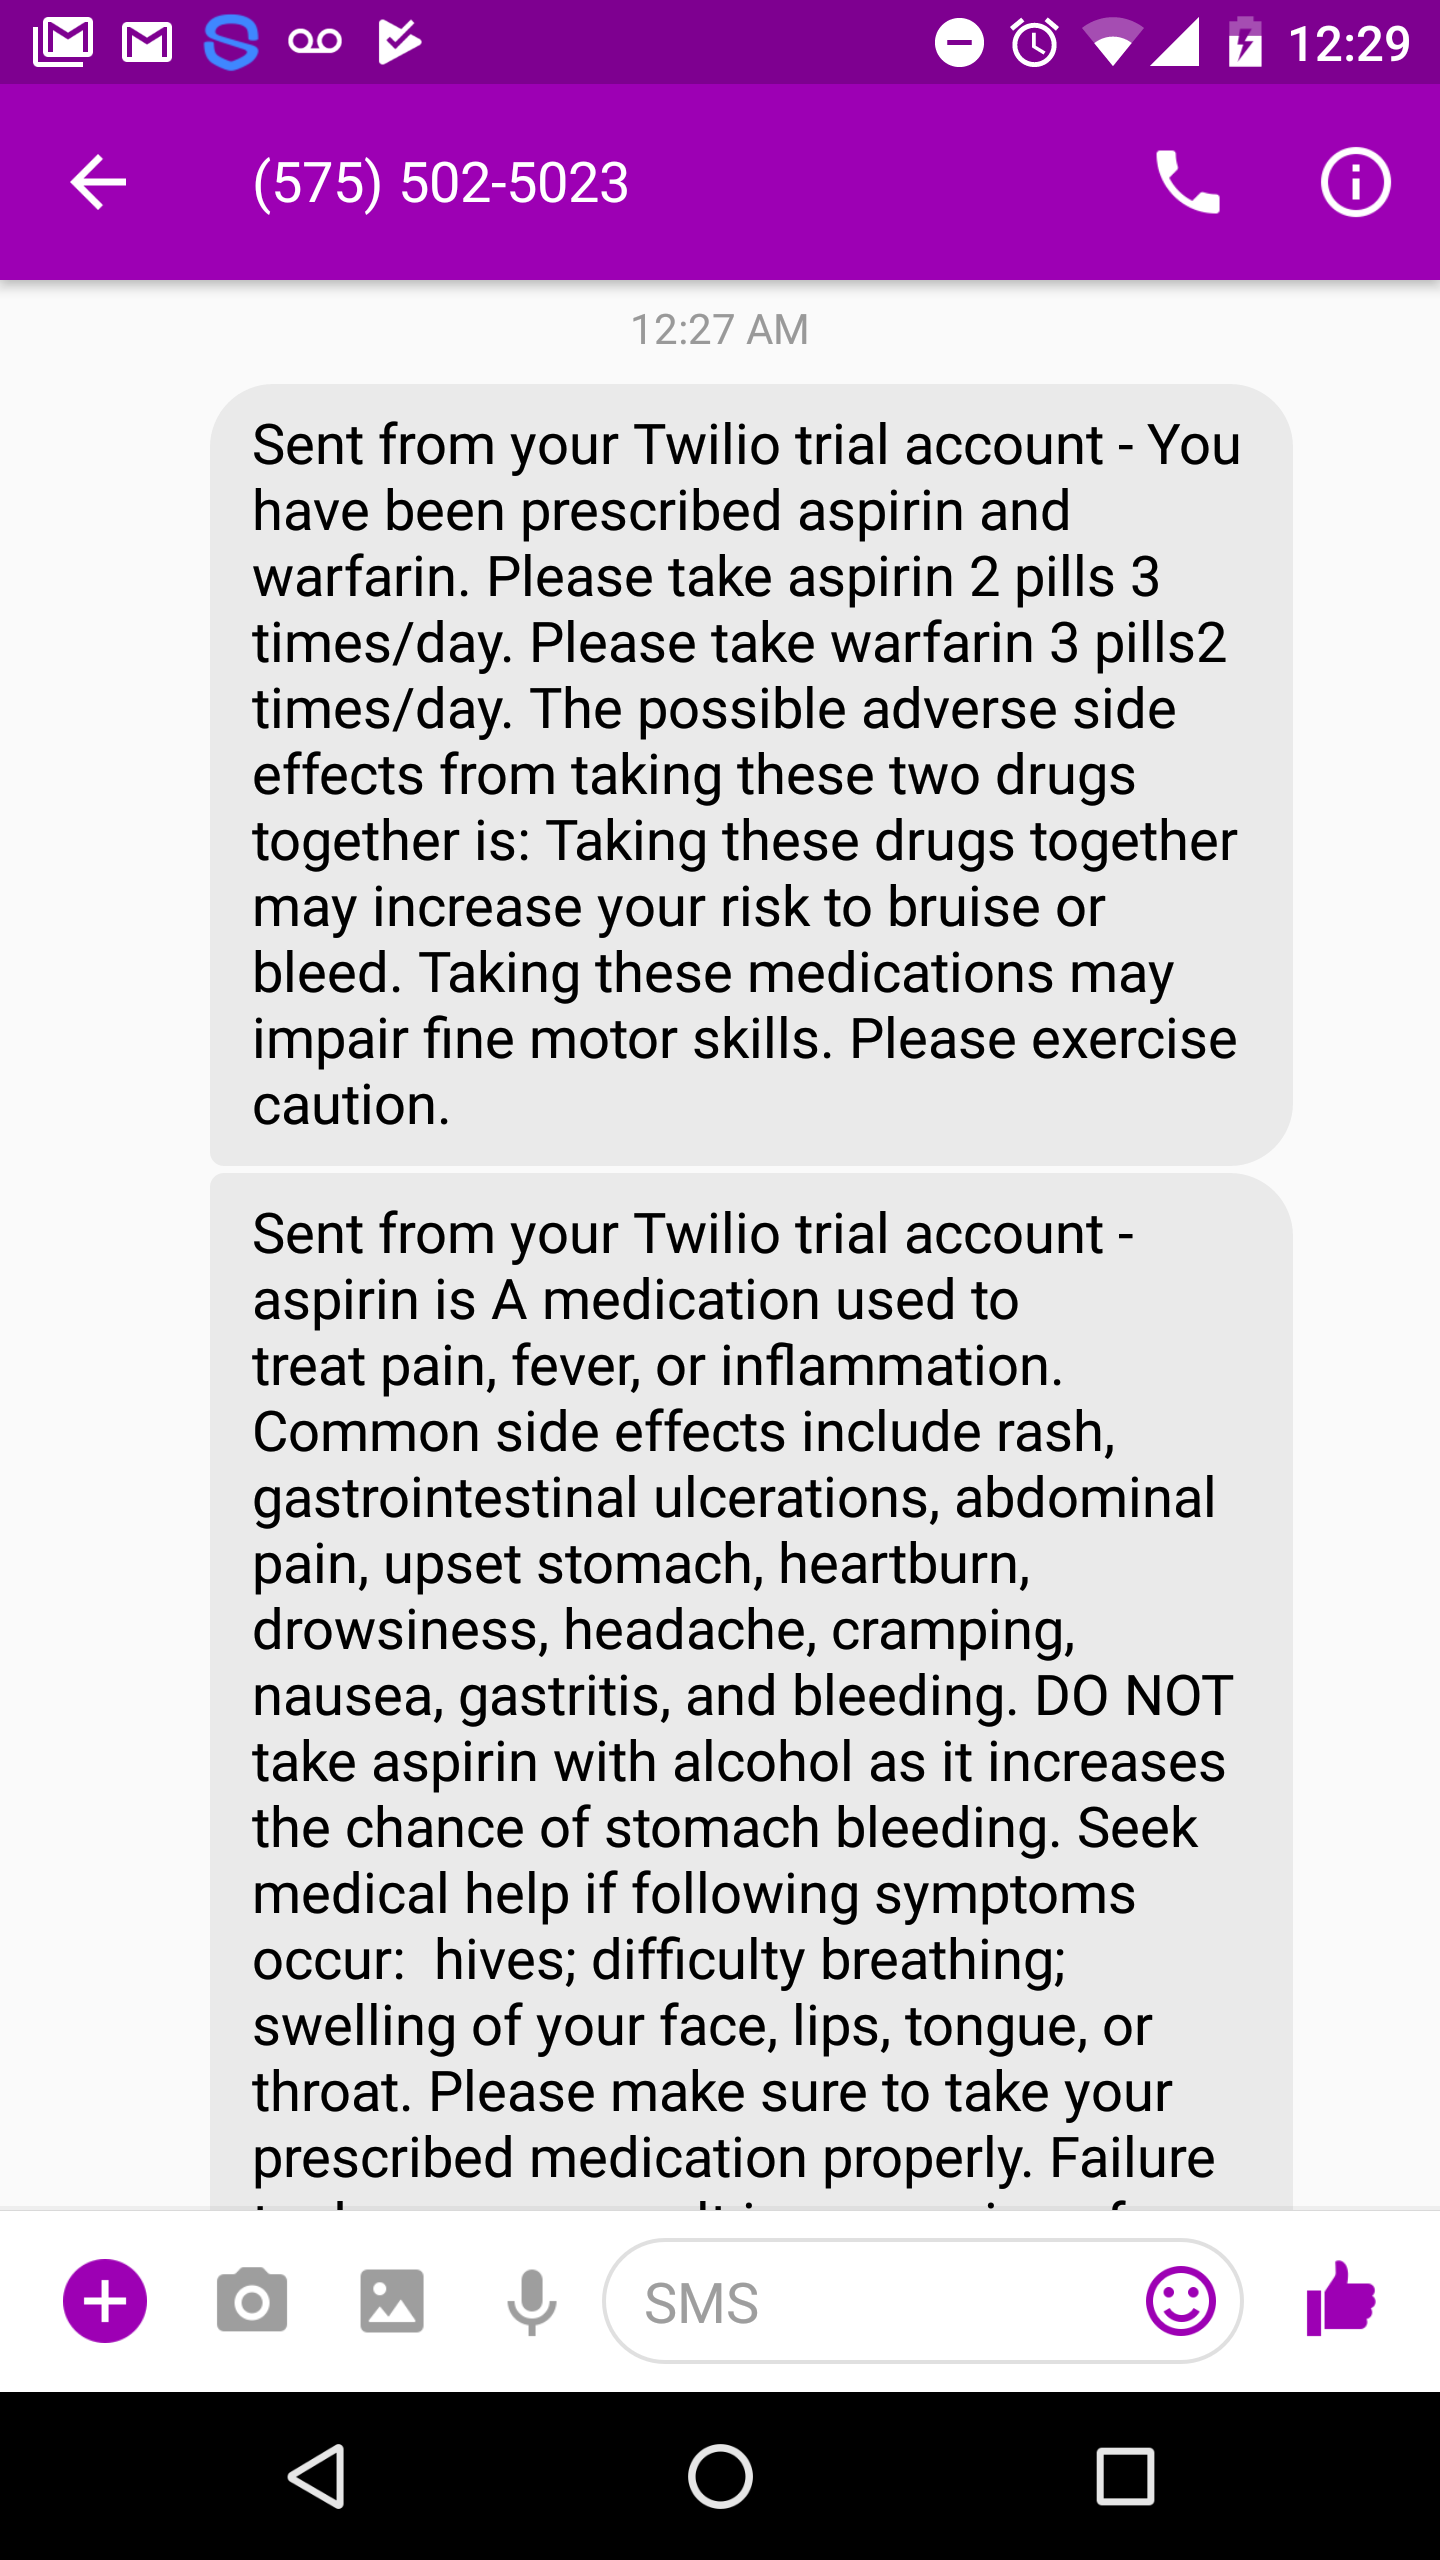 12:29
(575) 502-5023
12:27 AM
Sent from your Twilio trial account - You
have been prescribed aspirin and
warfarin. Please take aspirin 2 pills 3
times/day. Please take warfarin 3 pills2
times/day. The possible adverse side
effects from taking these two drugs
together is: Taking these drugs together
may increase your risk to bruise or
bleed. Taking these medications may
impair fine motor skills. Please exercise
caution.
Sent from your Twilio trial account -
aspirin is A medication used to
treat pain, fever, or inflammation.
Common side effects include rash,
gastrointestinal ulcerations, abdominal
pain, upset stomach, heartburn,
drowsiness, headache, cramping,
nausea, gastritis, and bleeding. DO NOT
take aspirin with alcohol as it increases
the chance of stomach bleeding. Seek
medical help if following symptoms
occur:  hives; difficulty breathing;
swelling of your face, lips, tongue, or
throat. Please make sure to take your
prescribed medication properly. Failure
SMS